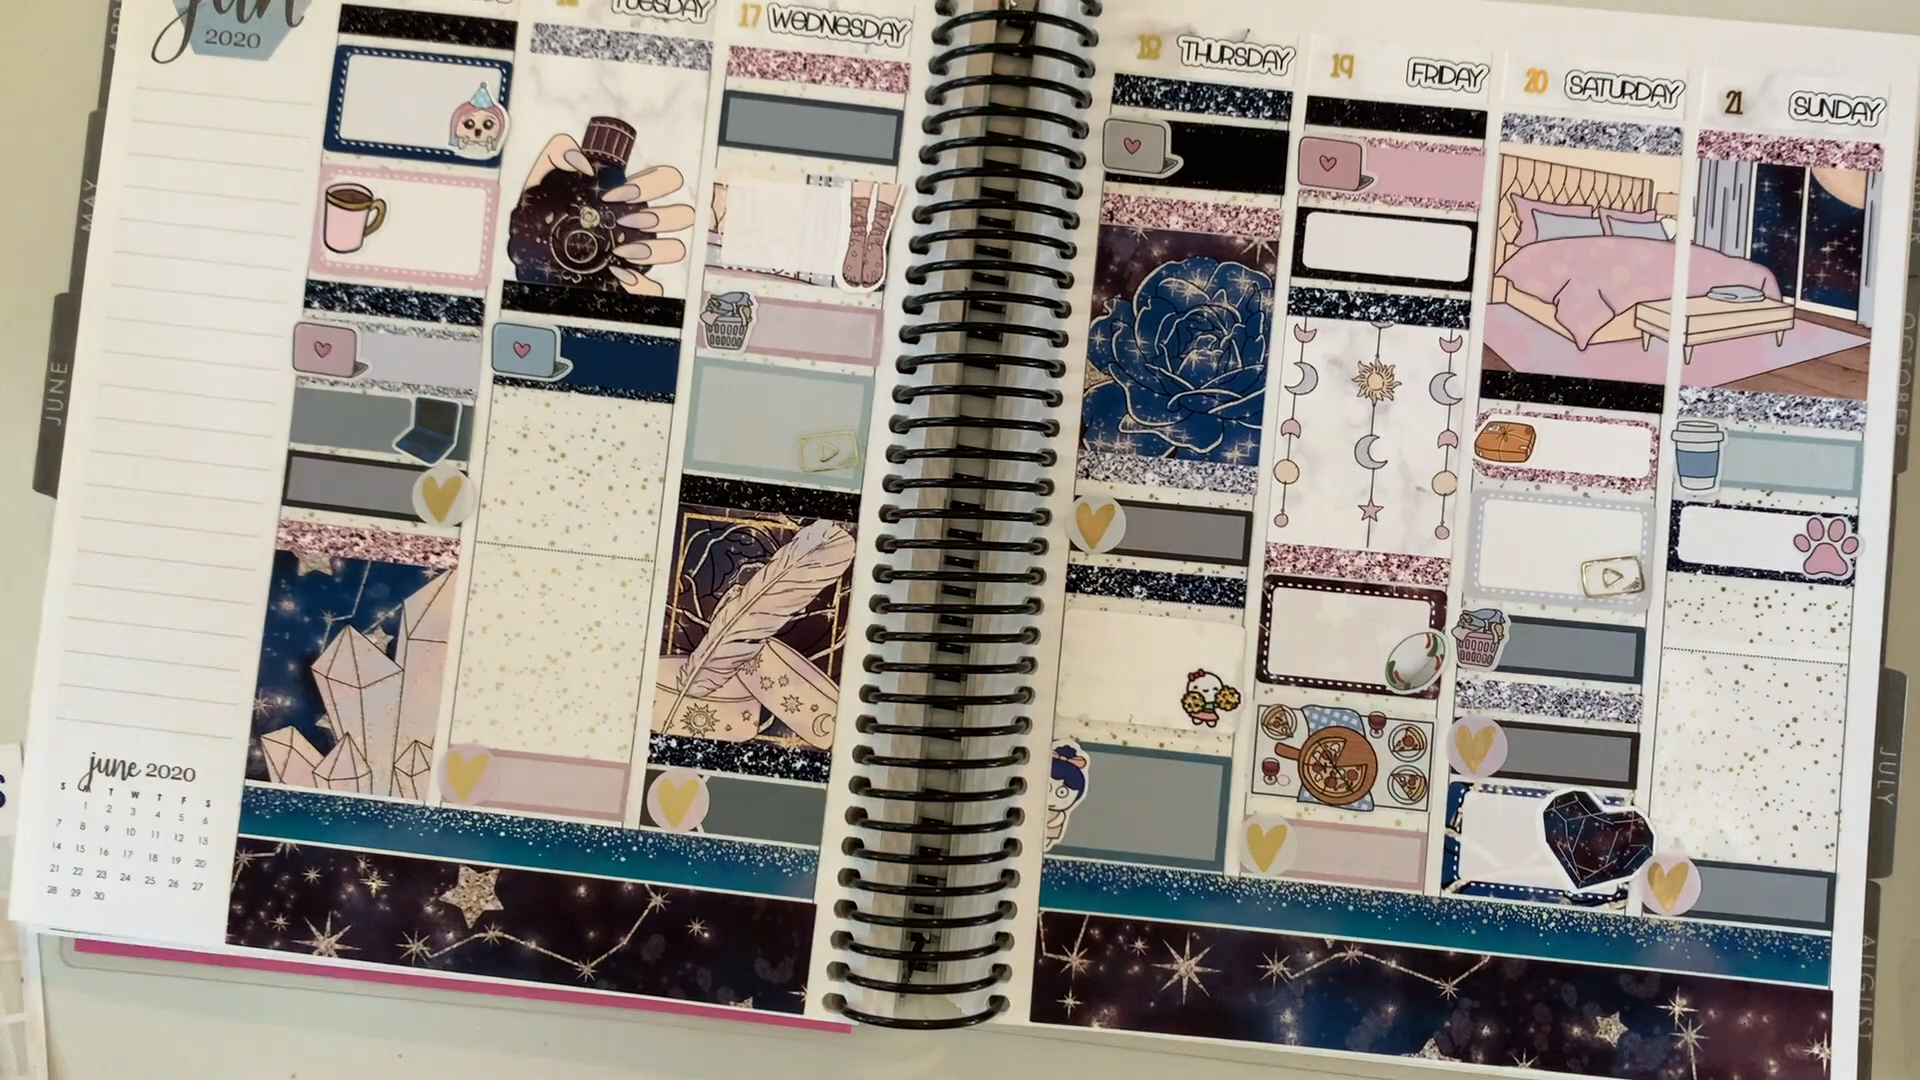 jun
2020
TUESDAY
17 WEDNESDAY
18 THURSDAY
19 FRIDAY
20 SATURDAY
21 SUNDAY
MAY
JUNE
OCTOBER
JULY
AUGUST
june 2020
S M T W T F S
1 2 3 4 5 6
7 8 9 10 11 12 13
14 15 16 17 18 19 20
21 22 23 24 25 26 27
28 29 30